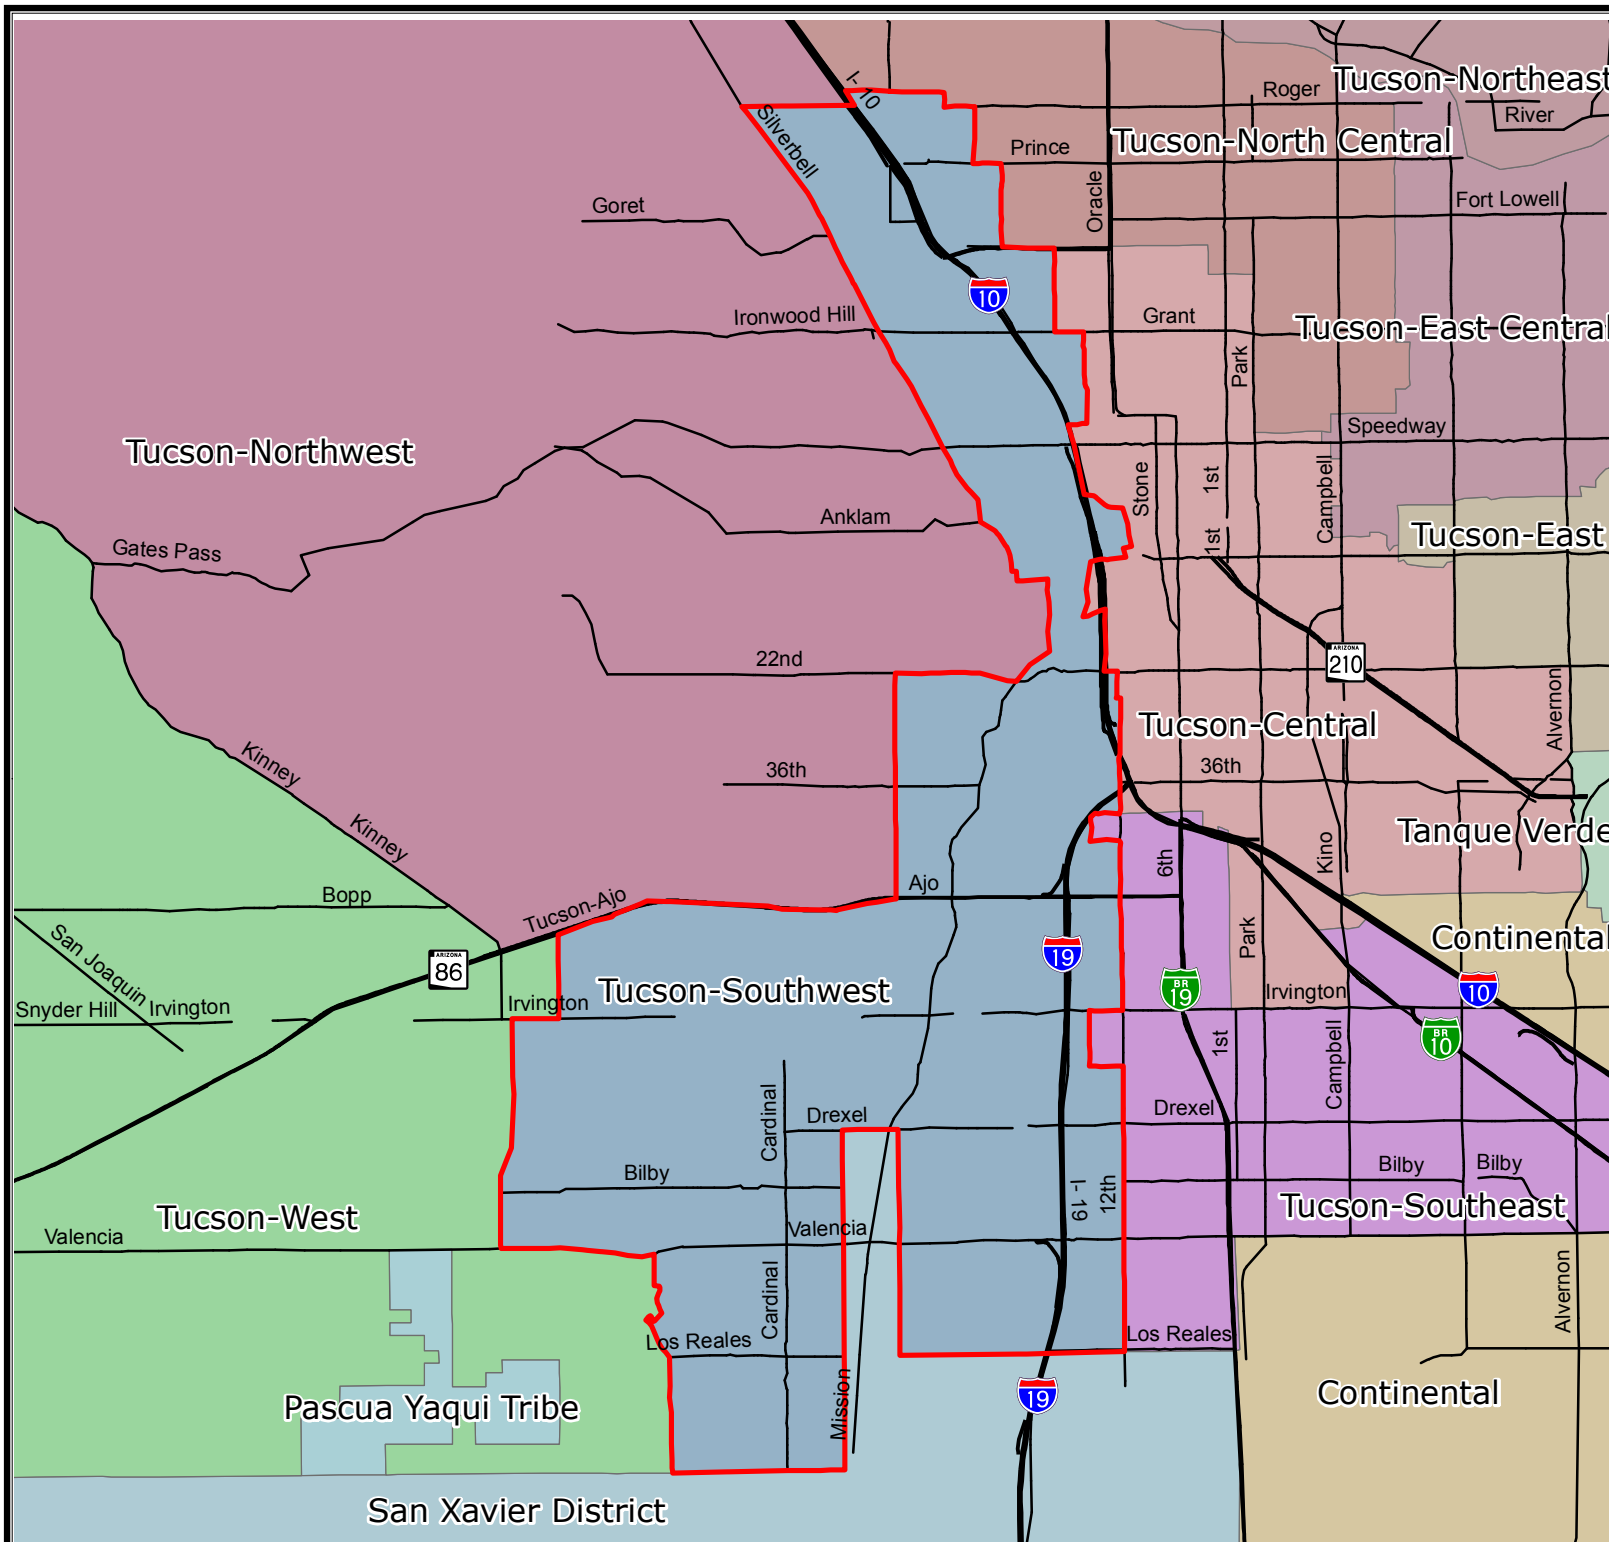 I- 10
Roger
Tucson-Northeast
River
Silverbell
Prince
Tucson-North Central
Oracle
Goret
Fort Lowell
10
Ironwood Hill
Grant
Tucson-East Central
Park
Tucson-Northwest
Speedway
Stone
1st
Campbell
Anklam
Gates Pass
1st
Tucson-East
22nd
ARIZONA
210
Alvernon
Tucson-Central
Kinney
36th
36th
Kinney
Tanque Verde
Kino
6th
Bopp
Tucson-Ajo
Ajo
San Joaquin
Park
Continental
19
ARIZONA
86
Tucson-Southwest
BR
19
Irvington
10
Snyder Hill
Irvington
Irvington
1st
Campbell
BR
10
Cardinal
Drexel
Drexel
Bilby
I- 19
12th
Bilby
Bilby
Tucson-West
Tucson-Southeast
Valencia
Valencia
Cardinal
Alvernon
Los Reales
Los Reales
Mission
19
Continental
Pascua Yaqui Tribe
San Xavier District